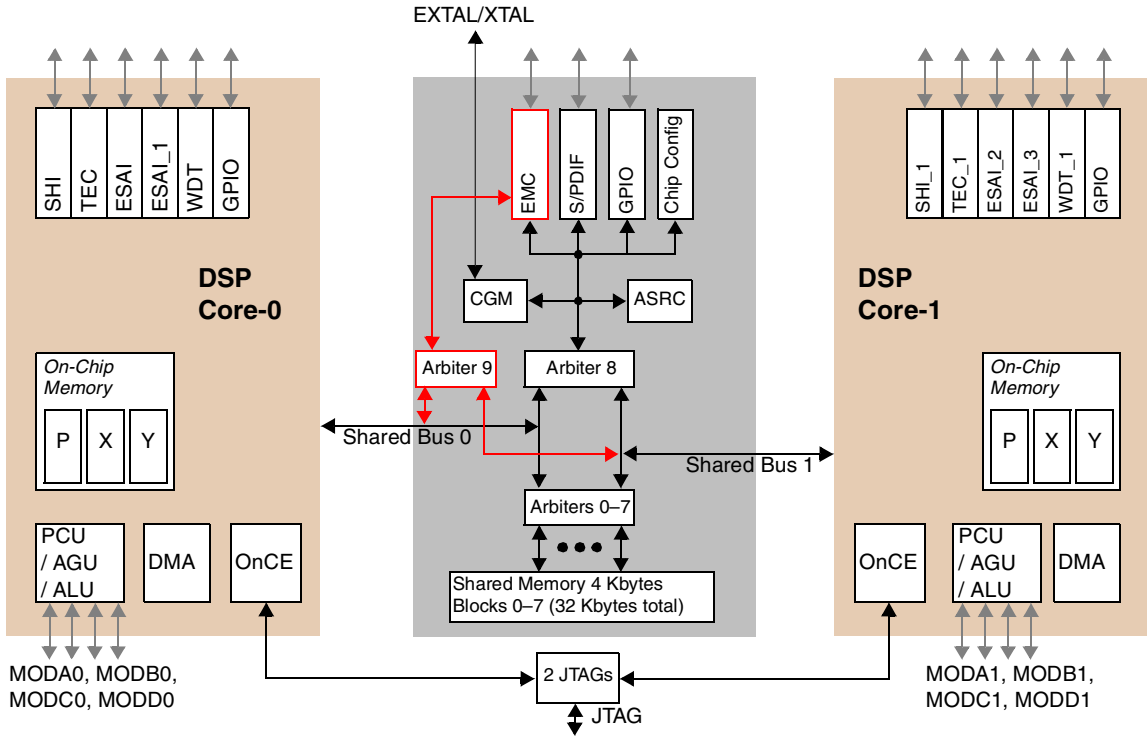 EXTAL/XTAL
SHI
TEC
ESAI
ESAI_1
WDT
GPIO
EMC
S/PDIF
GPIO
Chip Config
SHI_1
TEC_1
ESAI_2
ESAI_3
WDT_1
GPIO
DSP
Core-0
CGM
ASRC
DSP
Core-1
On-Chip
Memory
P
X
Y
Arbiter 9
Arbiter 8
On-Chip
Memory
P
X
Y
Shared Bus 0
Shared Bus 1
Arbiters 0–7
PCU
/ AGU
/ ALU
DMA
OnCE
Shared Memory 4 Kbytes
Blocks 0–7 (32 Kbytes total)
OnCE
PCU
/ AGU
/ ALU
DMA
MODA0, MODB0,
MODC0, MODD0
2 JTAGs
JTAG
MODA1, MODB1,
MODC1, MODD1